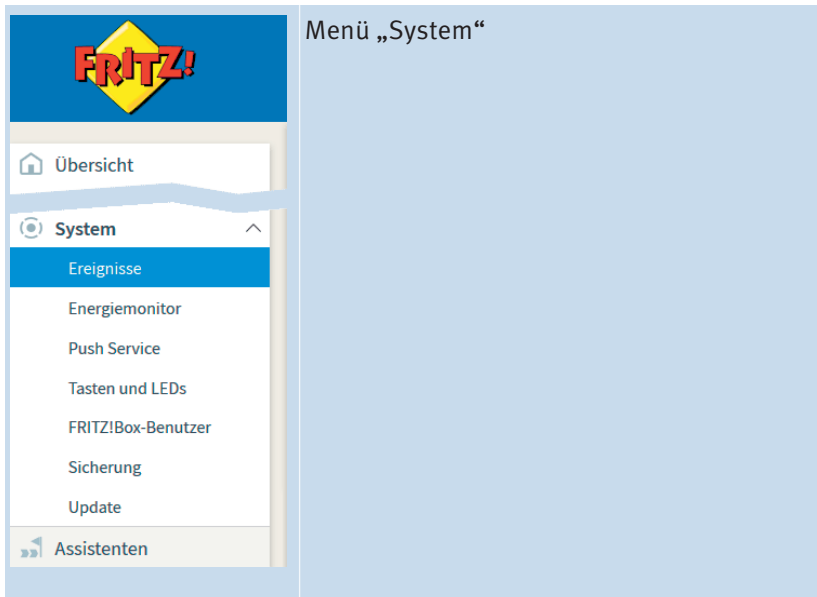 FRITZ!
Menü „System“
Übersicht
System
Ereignisse
Energiemonitor
Push Service
Tasten und LEDs
FRITZ!Box-Benutzer
Sicherung
Update
Assistenten